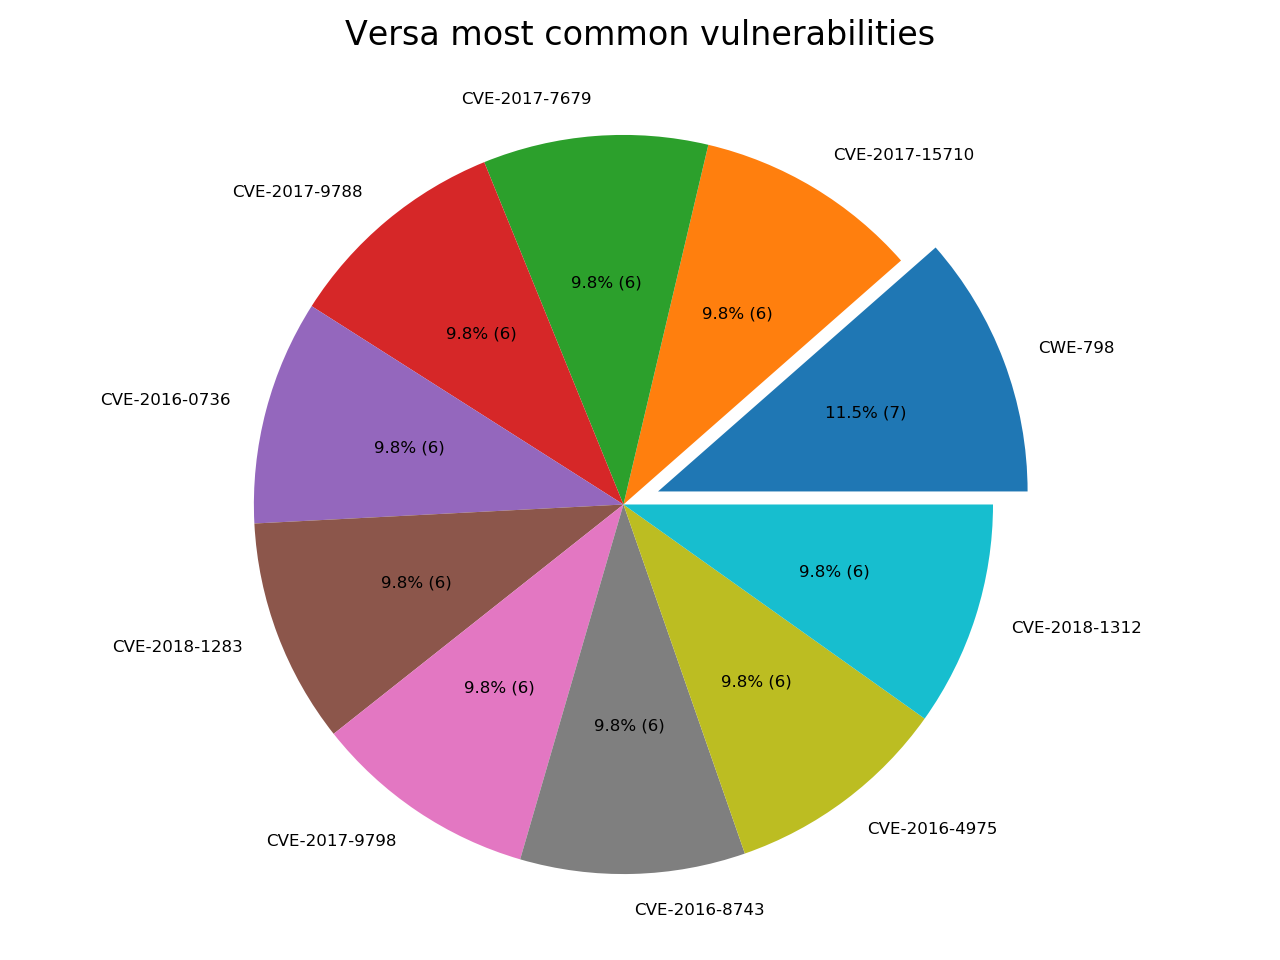 Versa most common vulnerabilities
CVE-2017-7679
CVE-2017-15710
CVE-2017-9788
9.8% (6)
9.8% (6)
9.8% (6)
CWE-798
CVE-2016-0736
11.5% (7)
9.8% (6)
9.8% (6)
9.8% (6)
CVE-2018-1312
CVE-2018-1283
9.8% (6)
9.8% (6)
9.8% (6)
CVE-2016-4975
CVE-2017-9798
CVE-2016-8743